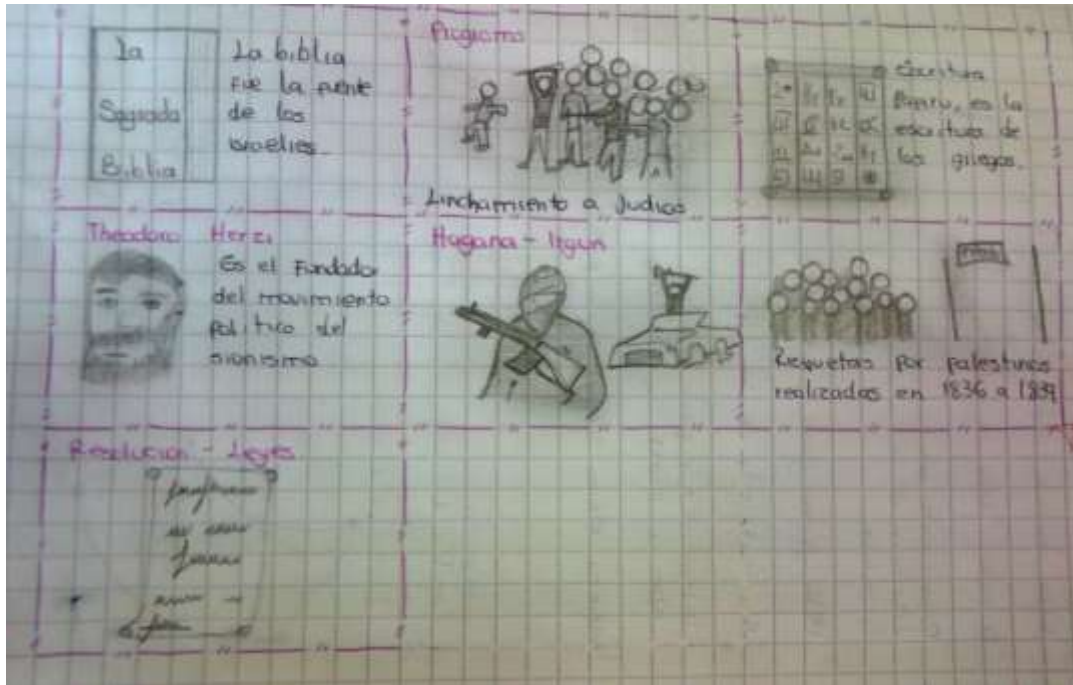 La
Sagrada
Biblia
La biblia
fue la fuente
de los
israelies.
Linchamiento a Judios
Escritura
es la
escritura de
los griegos.
Theodoro Herzl
Es el Fundador
del movimiento
politico del
sionismo
Hagana - Irgun
por palestinos
realizadas en 1836 a 1839
Resolucion - Leyes